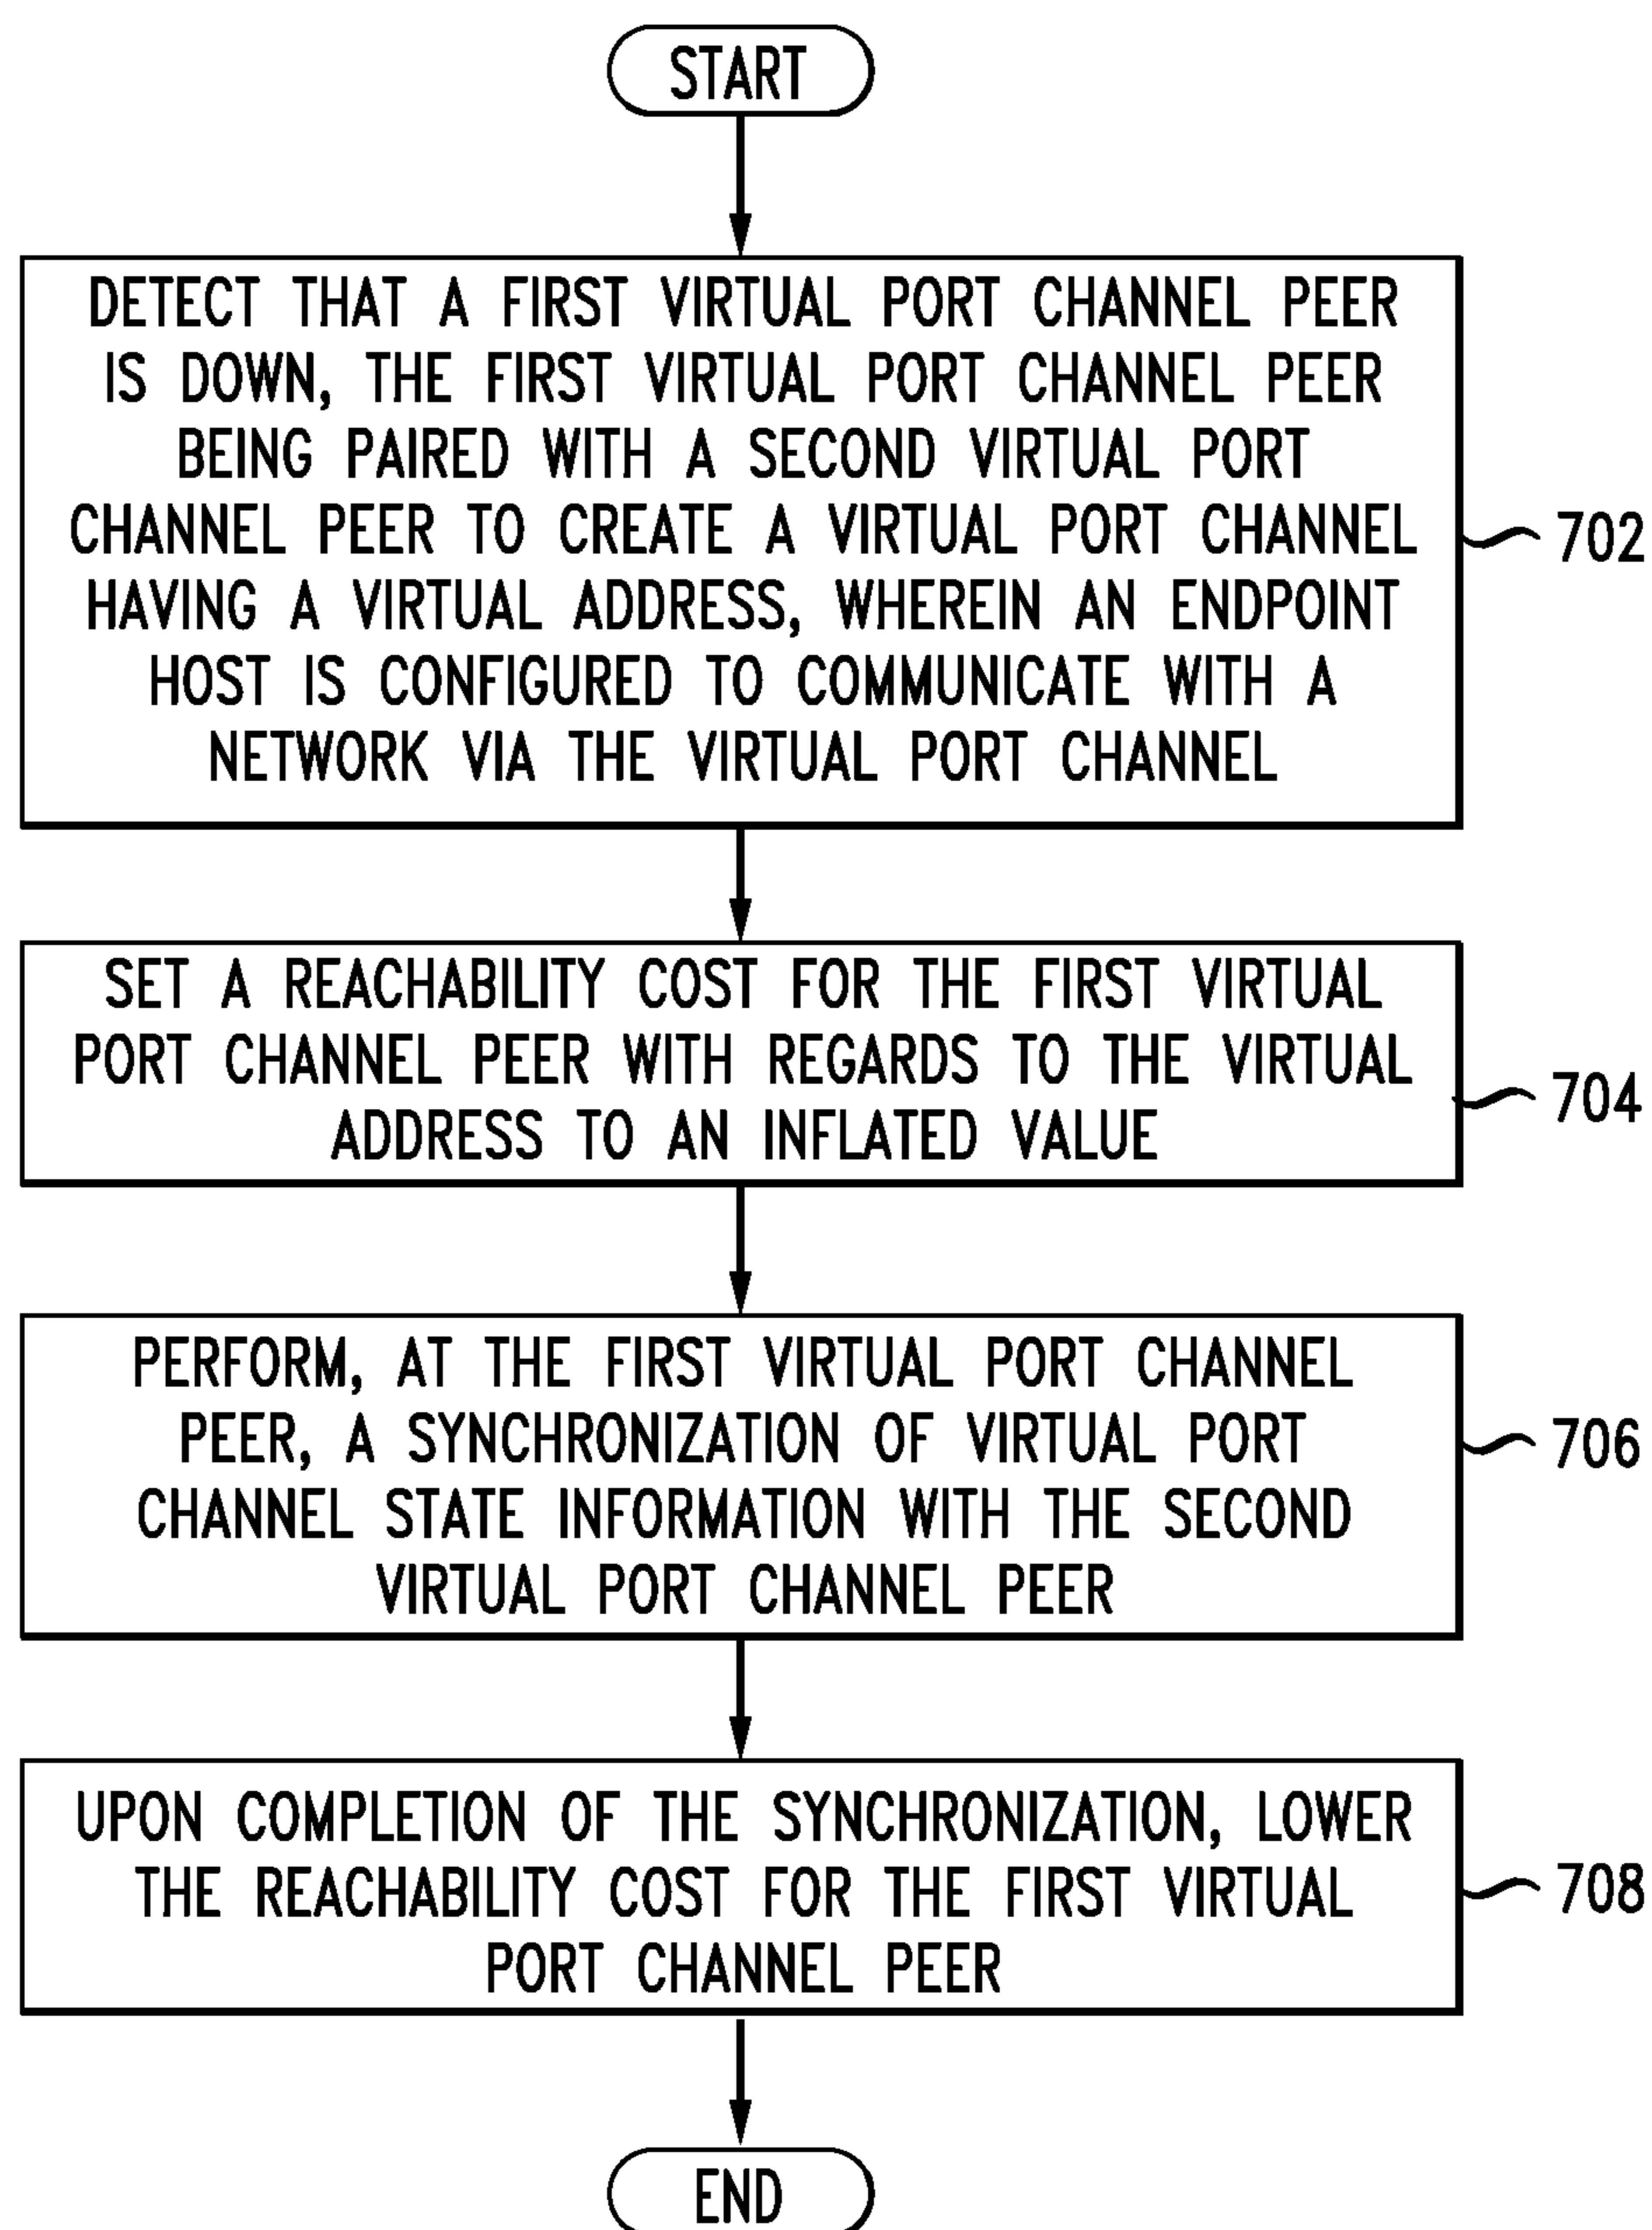 START
DETECT THAT A FIRST VIRTUAL PORT CHANNEL PEER
IS DOWN, THE FIRST VIRTUAL PORT CHANNEL PEER
BEING PAIRED WITH A SECOND VIRTUAL PORT
CHANNEL PEER TO CREATE A VIRTUAL PORT CHANNEL
HAVING A VIRTUAL ADDRESS, WHEREIN AN ENDPOINT
HOST IS CONFIGURED TO COMMUNICATE WITH A
NETWORK VIA THE VIRTUAL PORT CHANNEL
702
SET A REACHABILITY COST FOR THE FIRST VIRTUAL
PORT CHANNEL PEER WITH REGARDS TO THE VIRTUAL
ADDRESS TO AN INFLATED VALUE
704
PERFORM, AT THE FIRST VIRTUAL PORT CHANNEL
PEER, A SYNCHRONIZATION OF VIRTUAL PORT
CHANNEL STATE INFORMATION WITH THE SECOND
VIRTUAL PORT CHANNEL PEER
706
UPON COMPLETION OF THE SYNCHRONIZATION, LOWER
THE REACHABILITY COST FOR THE FIRST VIRTUAL
PORT CHANNEL PEER
708
END